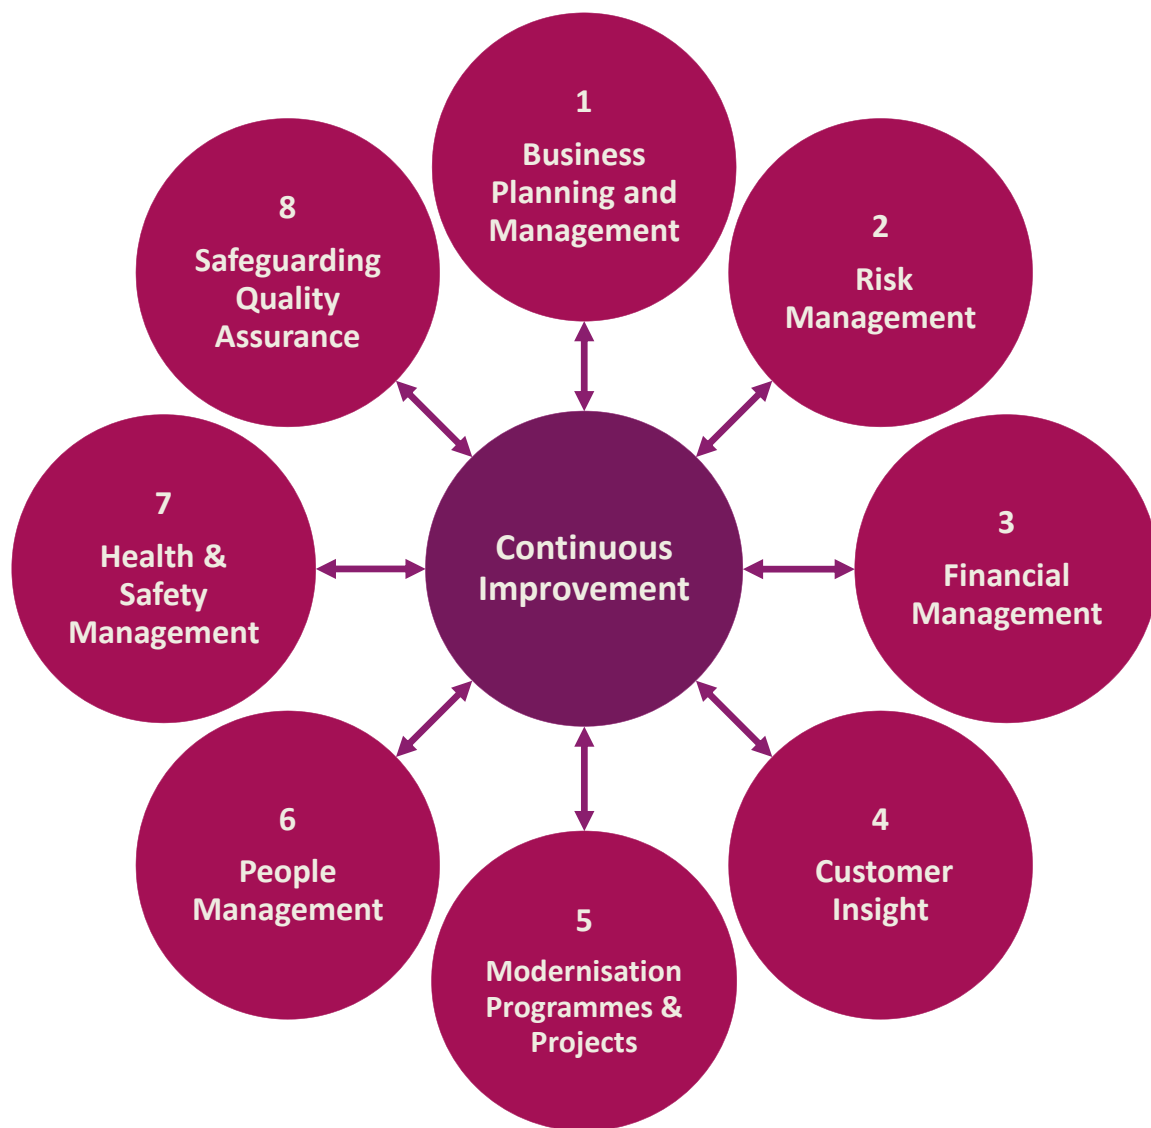 1
Business
Planning and
Management
2
Risk
Management
3
Financial
Management
4
Customer
Insight
5
Modernisation
Programmes &
Projects
6
People
Management
7
Health &
Safety
Management
8
Safeguarding
Quality
Assurance
Continuous
Improvement